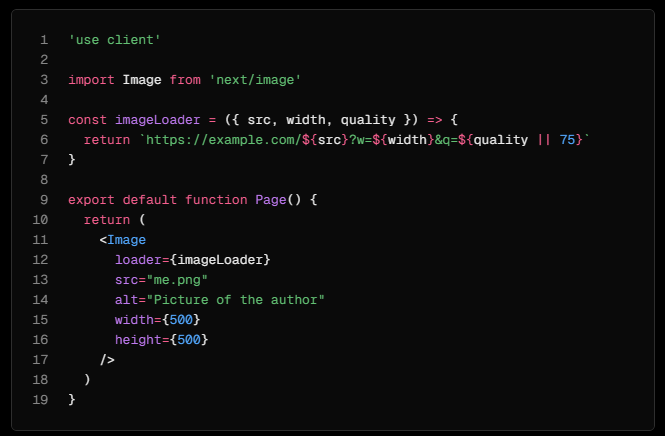 1 'use client'
2
3 import Image from 'next/image'
4
5 const imageLoader = ({ src, width, quality }) => {
6   return `https://example.com/${src}?w=${width}&q=${quality || 75}`
7 }
8
9 export default function Page() {
10   return (
11     <Image
12       loader={imageLoader}
13       src="me.png"
14       alt="Picture of the author"
15       width={500}
16       height={500}
17     />
18   )
19 }